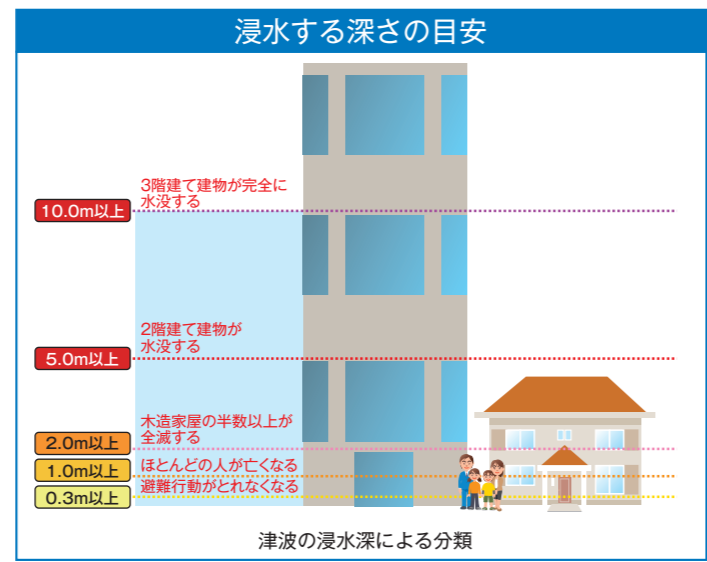 浸水する深さの目安
3階建て建物が完全に
水没する
10.0m以上
2階建て建物が
水没する
5.0m以上
木造家屋の半数以上が
全滅する
2.0m以上
ほとんどの人が亡くなる
1.0m以上
避難行動がとれなくなる
0.3m以上
津波の浸水深による分類